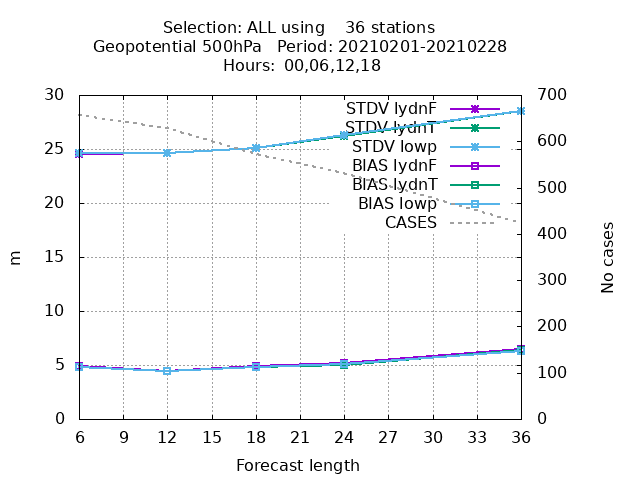 Selection: ALL using    36 stations
Geopotential 500hPa   Period: 20210201-20210228
Hours: 00,06,12,18
30
25
20
15
10
5
0
m
700
600
500
400
300
200
100
0
No cases
STDV lydnF
STDV lydnT
STDV lowp
BIAS lydnF
BIAS lydnT
BIAS lowp
CASES
6 9 12 15 18 21 24 27 30 33 36
Forecast length